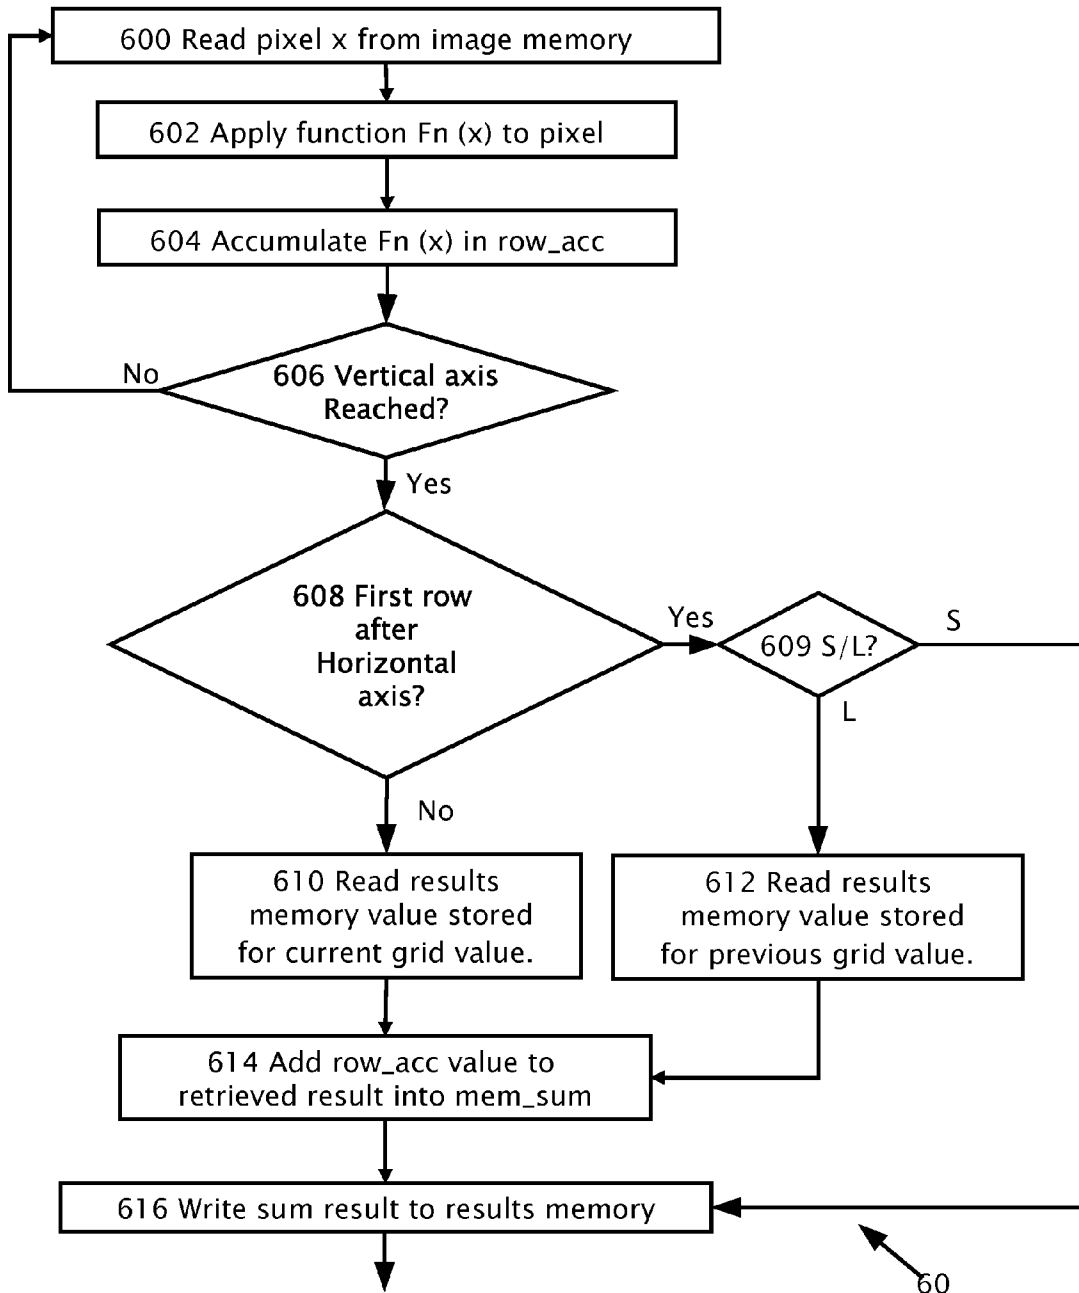 600 Read pixel x from image memory
602 Apply function Fn (x) to pixel
604 Accumulate Fn (x) in row_acc
No
606 Vertical axis
Reached?
Yes
608 First row
after
Horizontal
axis?
Yes
609 S/L?
S
L
No
610 Read results
memory value stored
for current grid value.
612 Read results
memory value stored
for previous grid value.
614 Add row_acc value to
retrieved result into mem_sum
616 Write sum result to results memory
60